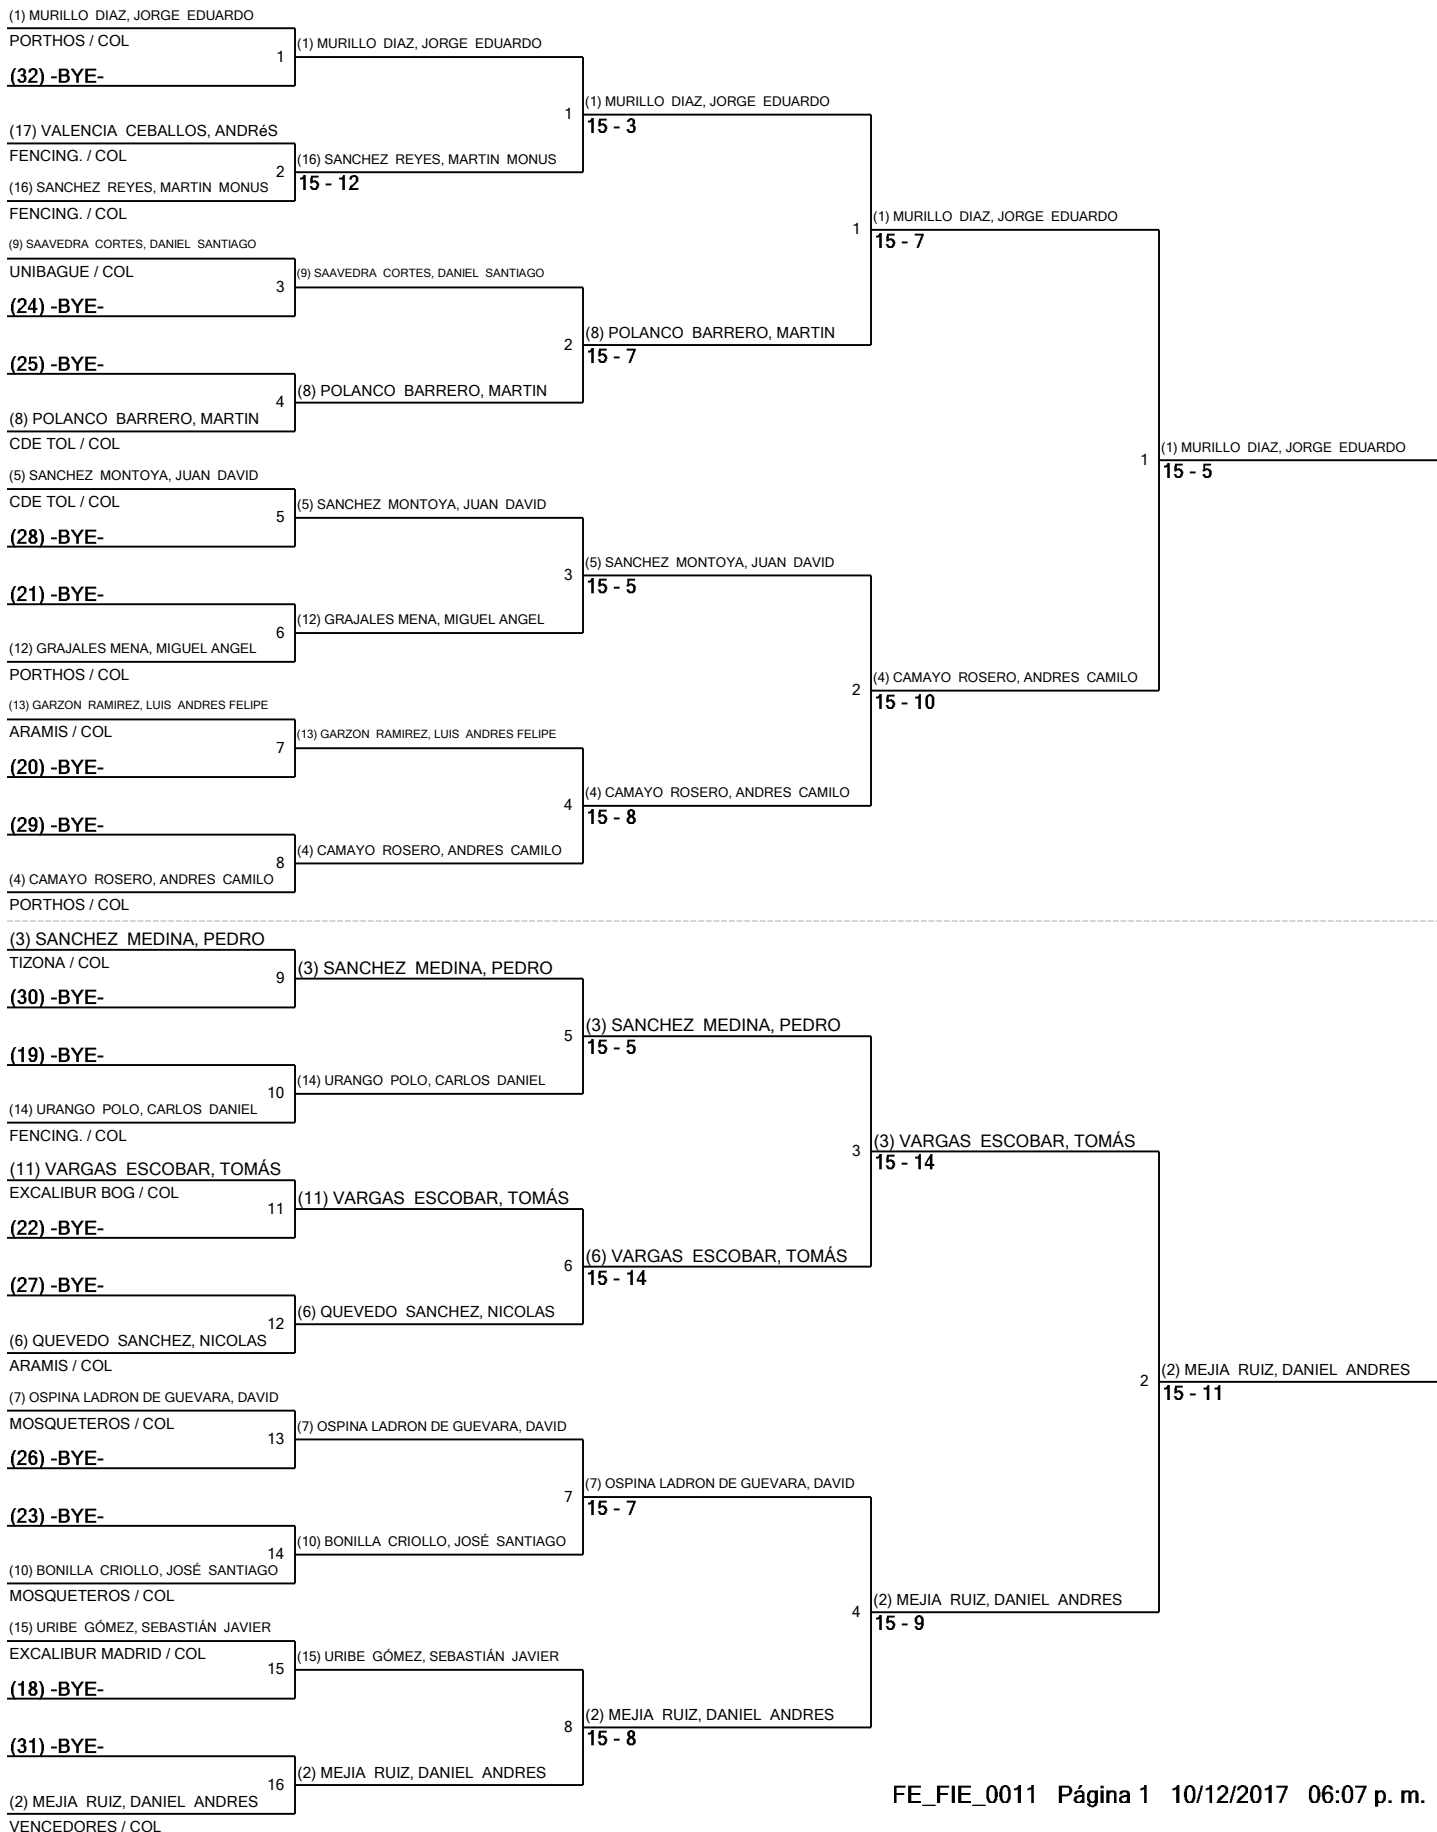 (1) MURILLO DIAZ, JORGE EDUARDO
PORTHOS / COL
1
(32) -BYE-
(17) VALENCIA CEBALLOS, ANDRéS
FENCING. / COL
2
(16) SANCHEZ REYES, MARTIN MONUS
FENCING. / COL
(9) SAAVEDRA CORTES, DANIEL SANTIAGO
UNIBAGUE / COL
3
(24) -BYE-
(25) -BYE-
4
(8) POLANCO BARRERO, MARTIN
CDE TOL / COL
(5) SANCHEZ MONTOYA, JUAN DAVID
CDE TOL / COL
5
(28) -BYE-
(21) -BYE-
6
(12) GRAJALES MENA, MIGUEL ANGEL
PORTHOS / COL
(13) GARZON RAMIREZ, LUIS ANDRES FELIPE
ARAMIS / COL
7
(20) -BYE-
(29) -BYE-
8
(4) CAMAYO ROSERO, ANDRES CAMILO
PORTHOS / COL
(3) SANCHEZ MEDINA, PEDRO
TIZONA / COL
9
(30) -BYE-
(19) -BYE-
10
(14) URANGO POLO, CARLOS DANIEL
FENCING. / COL
(11) VARGAS ESCOBAR, TOMÁS
EXCALIBUR BOG / COL
11
(22) -BYE-
(27) -BYE-
12
(6) QUEVEDO SANCHEZ, NICOLAS
ARAMIS / COL
(7) OSPINA LADRON DE GUEVARA, DAVID
MOSQUETEROS / COL
13
(26) -BYE-
(23) -BYE-
14
(10) BONILLA CRIOLLO, JOSÉ SANTIAGO
MOSQUETEROS / COL
(15) URIBE GÓMEZ, SEBASTIÁN JAVIER
EXCALIBUR MADRID / COL
15
(18) -BYE-
(31) -BYE-
16
(2) MEJIA RUIZ, DANIEL ANDRES
VENCEDORES / COL
(1) MURILLO DIAZ, JORGE EDUARDO
1
(16) SANCHEZ REYES, MARTIN MONUS
15 - 12
(9) SAAVEDRA CORTES, DANIEL SANTIAGO
2
(8) POLANCO BARRERO, MARTIN
(5) SANCHEZ MONTOYA, JUAN DAVID
3
(12) GRAJALES MENA, MIGUEL ANGEL
(13) GARZON RAMIREZ, LUIS ANDRES FELIPE
4
(4) CAMAYO ROSERO, ANDRES CAMILO
(3) SANCHEZ MEDINA, PEDRO
5
(14) URANGO POLO, CARLOS DANIEL
(11) VARGAS ESCOBAR, TOMÁS
6
(6) QUEVEDO SANCHEZ, NICOLAS
(7) OSPINA LADRON DE GUEVARA, DAVID
7
(10) BONILLA CRIOLLO, JOSÉ SANTIAGO
(15) URIBE GÓMEZ, SEBASTIÁN JAVIER
8
(2) MEJIA RUIZ, DANIEL ANDRES
(1) MURILLO DIAZ, JORGE EDUARDO
15 - 3
1
(8) POLANCO BARRERO, MARTIN
15 - 7
(5) SANCHEZ MONTOYA, JUAN DAVID
15 - 5
2
(4) CAMAYO ROSERO, ANDRES CAMILO
15 - 8
(3) SANCHEZ MEDINA, PEDRO
15 - 5
3
(6) VARGAS ESCOBAR, TOMÁS
15 - 14
(7) OSPINA LADRON DE GUEVARA, DAVID
15 - 7
4
(2) MEJIA RUIZ, DANIEL ANDRES
15 - 8
(1) MURILLO DIAZ, JORGE EDUARDO
15 - 7
1
(4) CAMAYO ROSERO, ANDRES CAMILO
15 - 10
(3) VARGAS ESCOBAR, TOMÁS
15 - 14
2
(2) MEJIA RUIZ, DANIEL ANDRES
15 - 9
(1) MURILLO DIAZ, JORGE EDUARDO
15 - 5
(2) MEJIA RUIZ, DANIEL ANDRES
15 - 11
FE_FIE_0011 Página 1 10/12/2017 06:07 p. m.